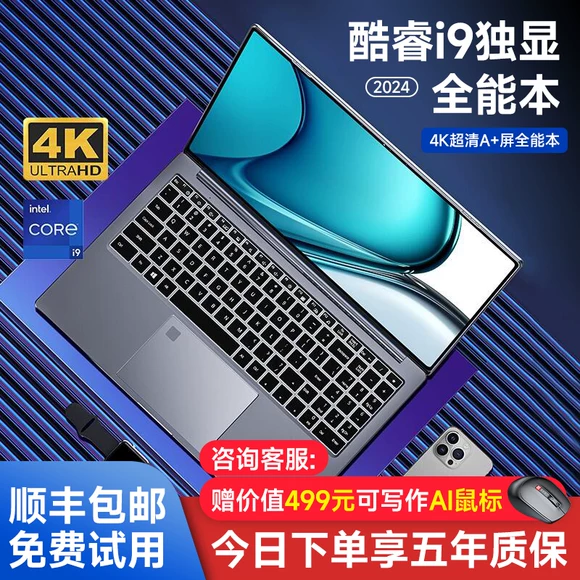 酷睿i9独显
2024
全能本
4K超清A+屏全能本
4K
ULTRAHD
intel.
CORE
i9
咨询客服:
赠价值499元可写作AI鼠标
顺丰包邮
免费试用
今日下单享五年质保